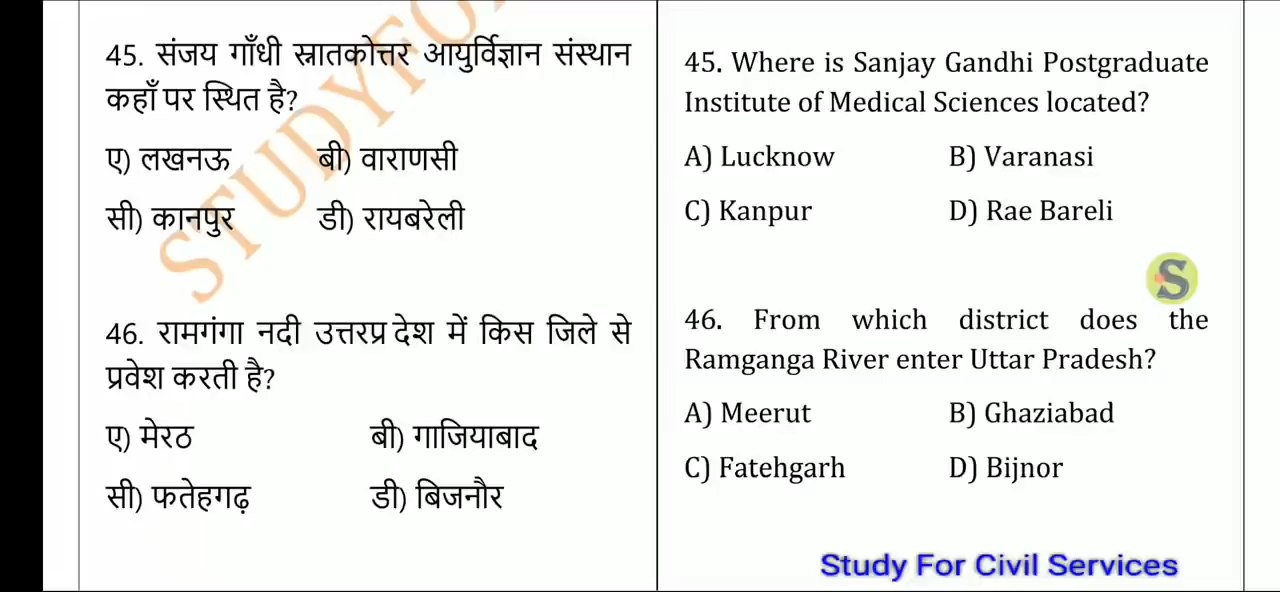 45. संजय गाँधी स्नातकोत्तर आयुर्विज्ञान संस्थान
कहाँ पर स्थित है?
ए) लखनऊ बी) वाराणसी
सी) कानपुर डी) रायबरेली
46. रामगंगा नदी उत्तरप्र देश में किस जिले से
प्रवेश करती है?
ए) मेरठ बी) गाजियाबाद
सी) फतेहगढ़ डी) बिजनौर
STUDYFO
45. Where is Sanjay Gandhi Postgraduate
Institute of Medical Sciences located?
A) Lucknow B) Varanasi
C) Kanpur D) Rae Bareli
S
46. From which district does the
Ramganga River enter Uttar Pradesh?
A) Meerut B) Ghaziabad
C) Fatehgarh D) Bijnor
Study For Civil Services